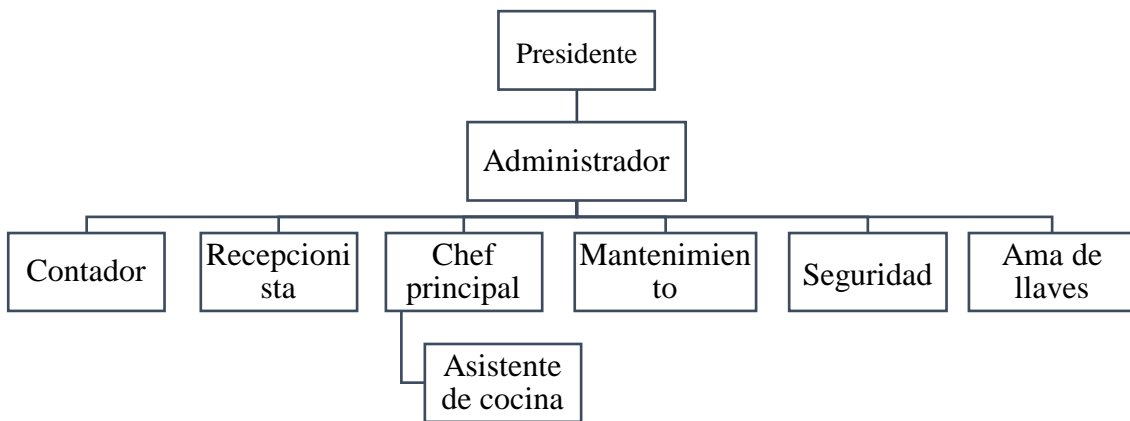 Presidente
Administrador
Contador
Recepcioni
sta
Chef
principal
Mantenimien
to
Seguridad
Ama de
llaves
Asistente
de cocina